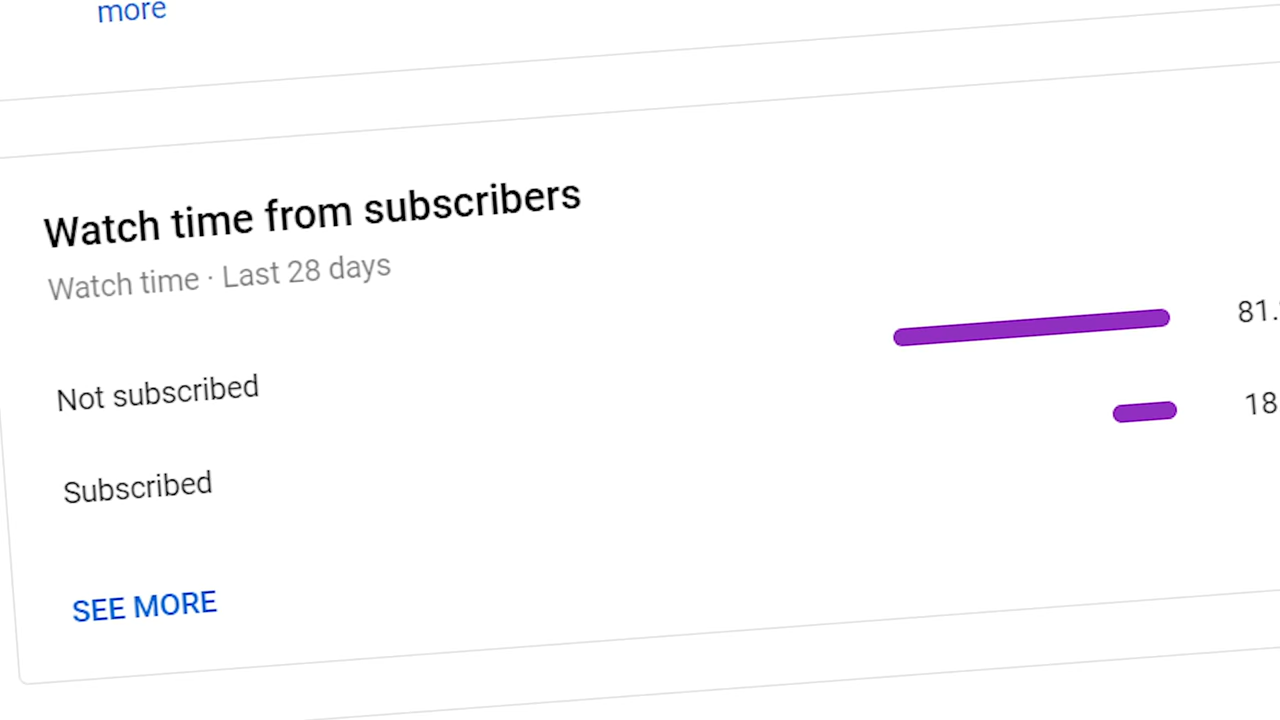 more
Watch time from subscribers
Watch time · Last 28 days
Not subscribed 81.
Subscribed 18
SEE MORE